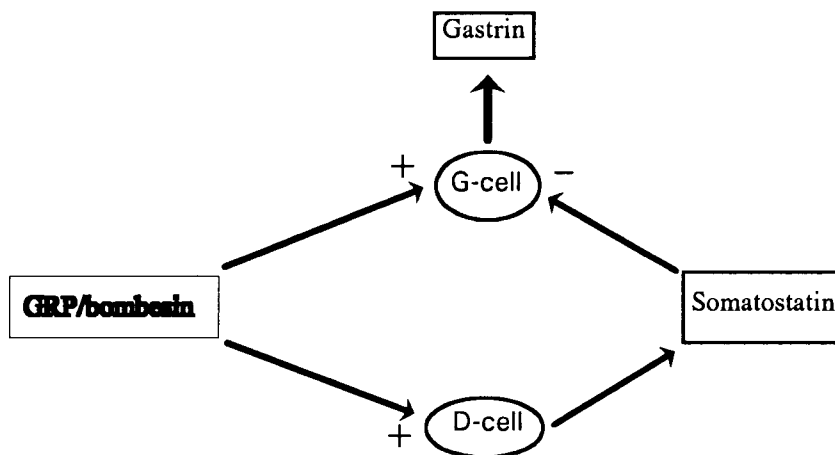 Gastrin
+
G-cell
−
GRP/bombesin
Somatostatin
D-cell
+